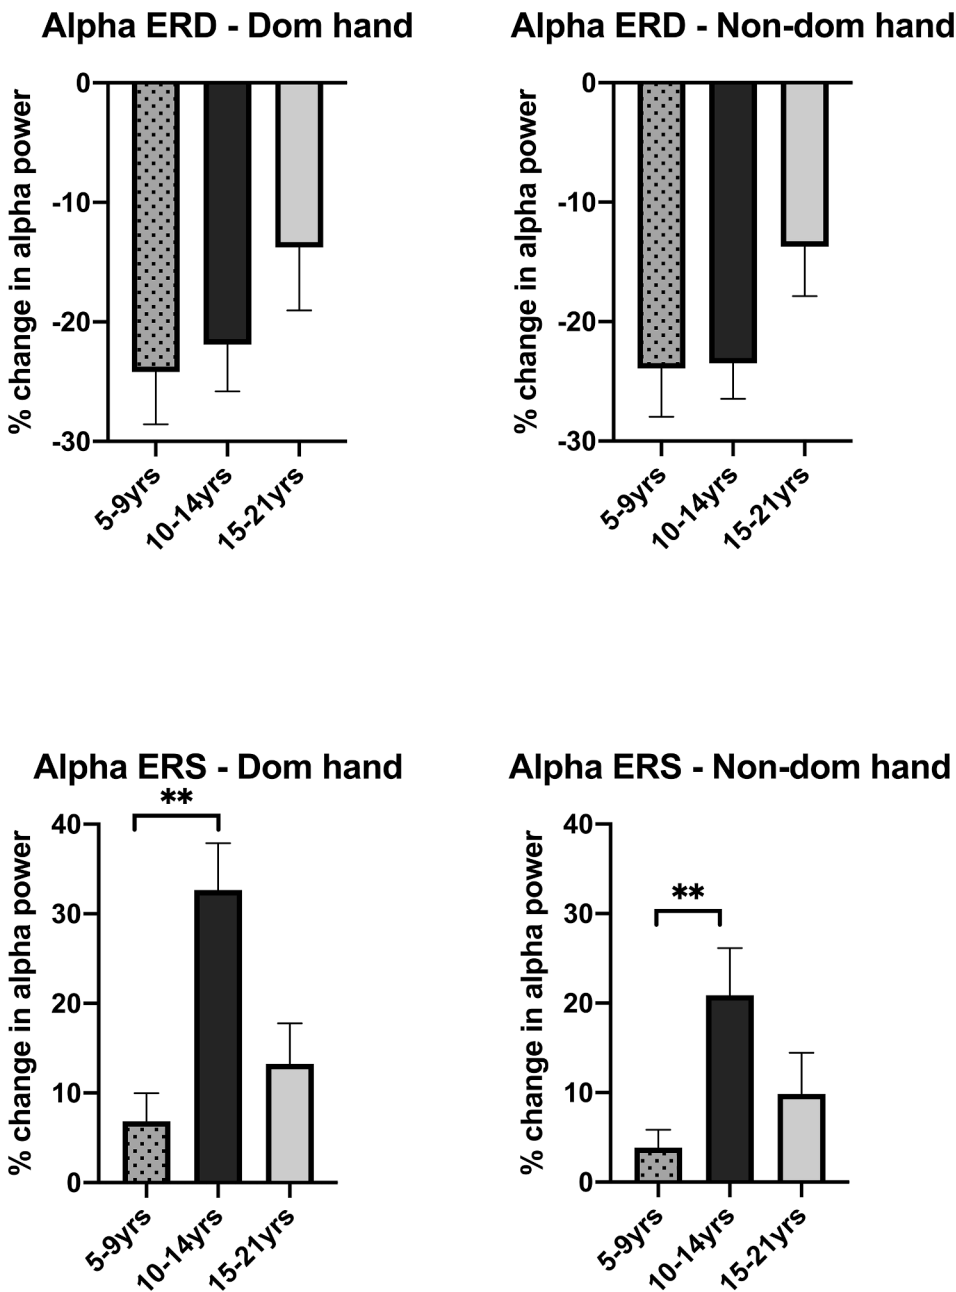 Alpha ERD - Dom hand
% change in alpha power
0
-10
-20
-30
5-9yrs
10-14yrs
15-21yrs
Alpha ERD - Non-dom hand
% change in alpha power
0
-10
-20
-30
5-9yrs
10-14yrs
15-21yrs
Alpha ERS - Dom hand
**
% change in alpha power
40
30
20
10
0
5-9yrs
10-14yrs
15-21yrs
Alpha ERS - Non-dom hand
**
% change in alpha power
40
30
20
10
0
5-9yrs
10-14yrs
15-21yrs